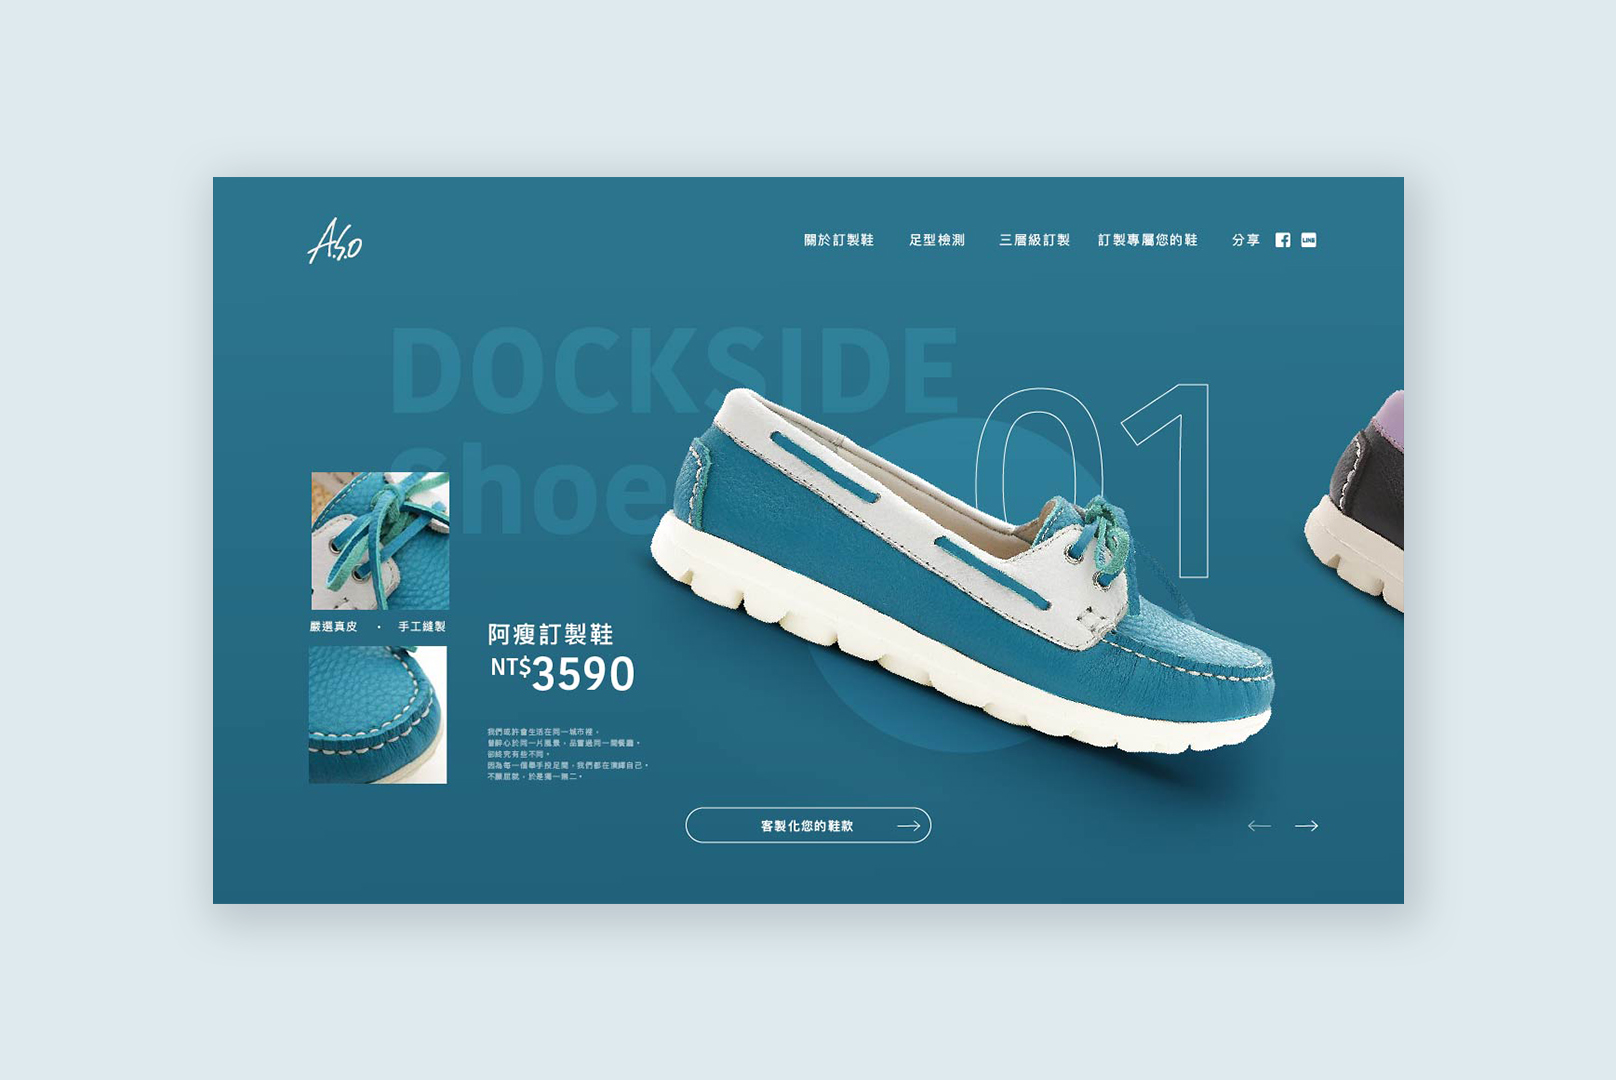 A.S.O
關於訂製鞋 足型檢測 三層級訂製 訂製專屬您的鞋 分享
LINE
DOCKSIDE
Shoe
01
嚴選真皮 · 手工縫製
阿瘦訂製鞋
NT$3590
我們或許會生活在同一城市裡，
曾醉心於同一片風景，品嘗過同一間餐廳。
卻終究有些不同。
因為每一個舉手投足間，我們都在演繹自己。
不願屈就，於是獨一無二。
客製化您的鞋款